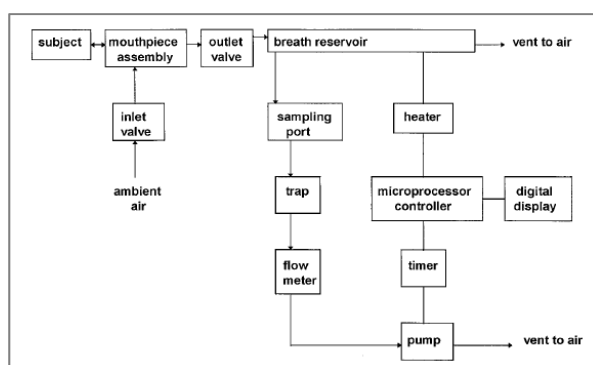 subject
mouthpiece
assembly
outlet
valve
breath reservoir
vent to air
inlet
valve
sampling
port
heater
ambient
air
trap
microprocessor
controller
digital
display
flow
meter
timer
pump
vent to air